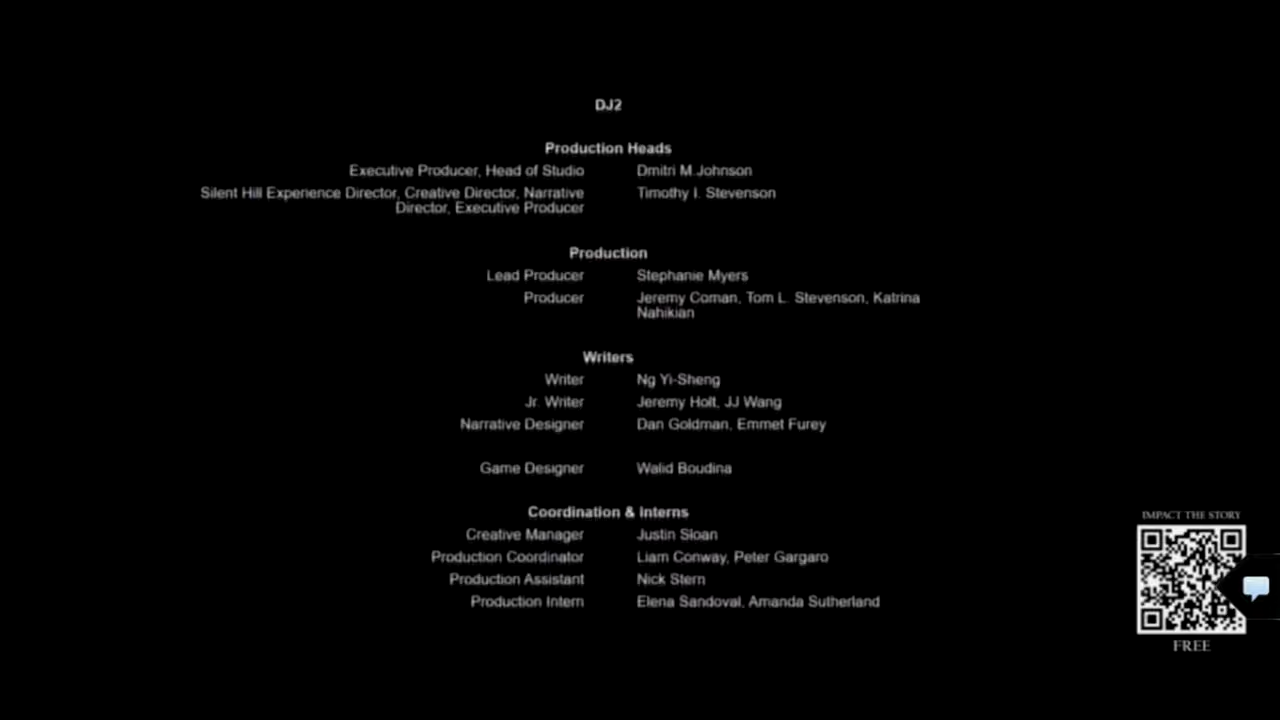 DJ2
Production Heads
Executive Producer, Head of Studio Dmitri M.Johnson
Silent Hill Experience Director, Creative Director, Narrative Timothy I. Stevenson
Director, Executive Producer
Production
Lead Producer Stephanie Myers
Producer Jeremy Coman, Tom L. Stevenson, Katrina
Nahikian
Writers
Writer Ng Yi-Sheng
Jr. Writer Jeremy Holt, JJ Wang
Narrative Designer Dan Goldman, Emmet Furey
Game Designer Walid Boudina
Coordination & Interns
IMPACT THE STORY
Creative Manager Justin Sloan
Production Coordinator Liam Conway, Peter Gargaro
Production Assistant Nick Stern
Production Intern Elena Sandoval, Amanda Sutherland
FREE